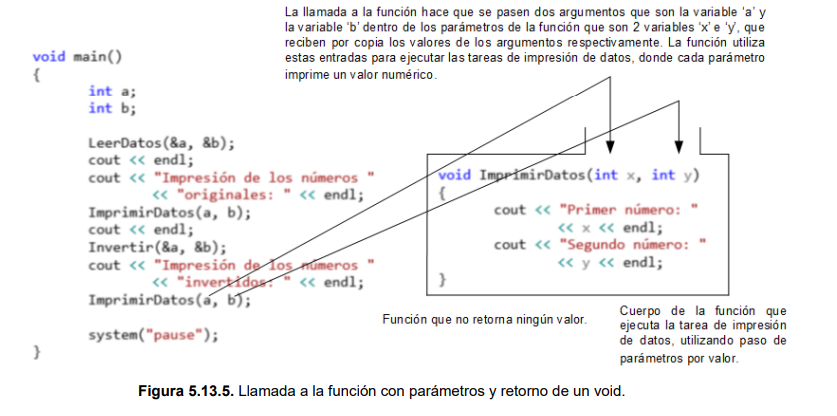 La llamada a la función hace que se pasen dos argumentos que son la variable 'a' y
la variable 'b' dentro de los parámetros de la función que son 2 variables 'x' e 'y', que
reciben por copia los valores de los argumentos respectivamente. La función utiliza
estas entradas para ejecutar las tareas de impresión de datos, donde cada parámetro
imprime un valor numérico.
void main()
{
int a;
int b;
LeerDatos(&a, &b);
cout << endl;
cout << "Impresión de los números "
<< "originales: " << endl;
ImprimirDatos(a, b);
cout << endl;
Invertir(&a, &b);
cout << "Impresión de los números "
<< "invertidos: " << endl;
ImprimirDatos(a, b);
system("pause");
}
void ImprimirDatos(int x, int y)
{
cout << "Primer número: "
<< x << endl;
cout << "Segundo número: "
<< y << endl;
}
Función que no retorna ningún valor.
Cuerpo de la función que
ejecuta la tarea de impresión
de datos, utilizando paso de
parámetros por valor.
Figura 5.13.5. Llamada a la función con parámetros y retorno de un void.